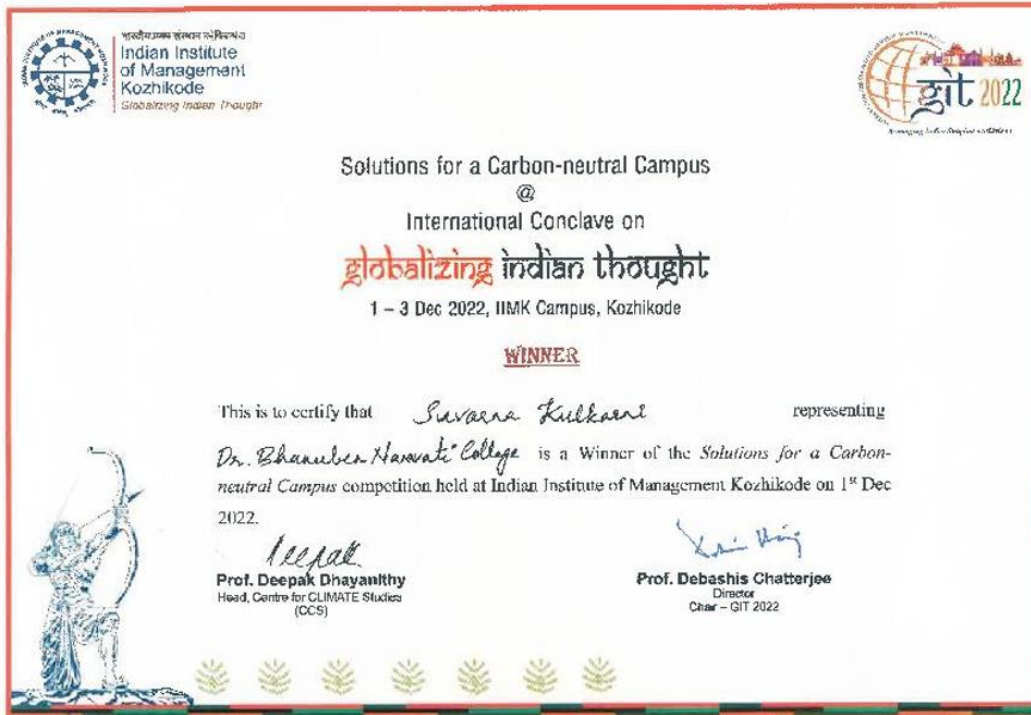 Indian Institute
of Management
Kozhikode
Globalizing Indian Thought
git 2022
Solutions for a Carbon-neutral Campus
@
International Conclave on
globalizing indian thought
1 – 3 Dec 2022, IIMK Campus, Kozhikode
WINNER
This is to certify that Suvarna Kulkarni representing
Dr. Bhanuben Nanavati College is a Winner of the Solutions for a Carbon-
neutral Campus competition held at Indian Institute of Management Kozhikode on 1st Dec
2022.
Deepak
Prof. Deepak Dhayanithy
Head, Centre for CLIMATE Studies
(CCS)
Prof. Debashis Chatterjee
Director
Chair – GIT 2022